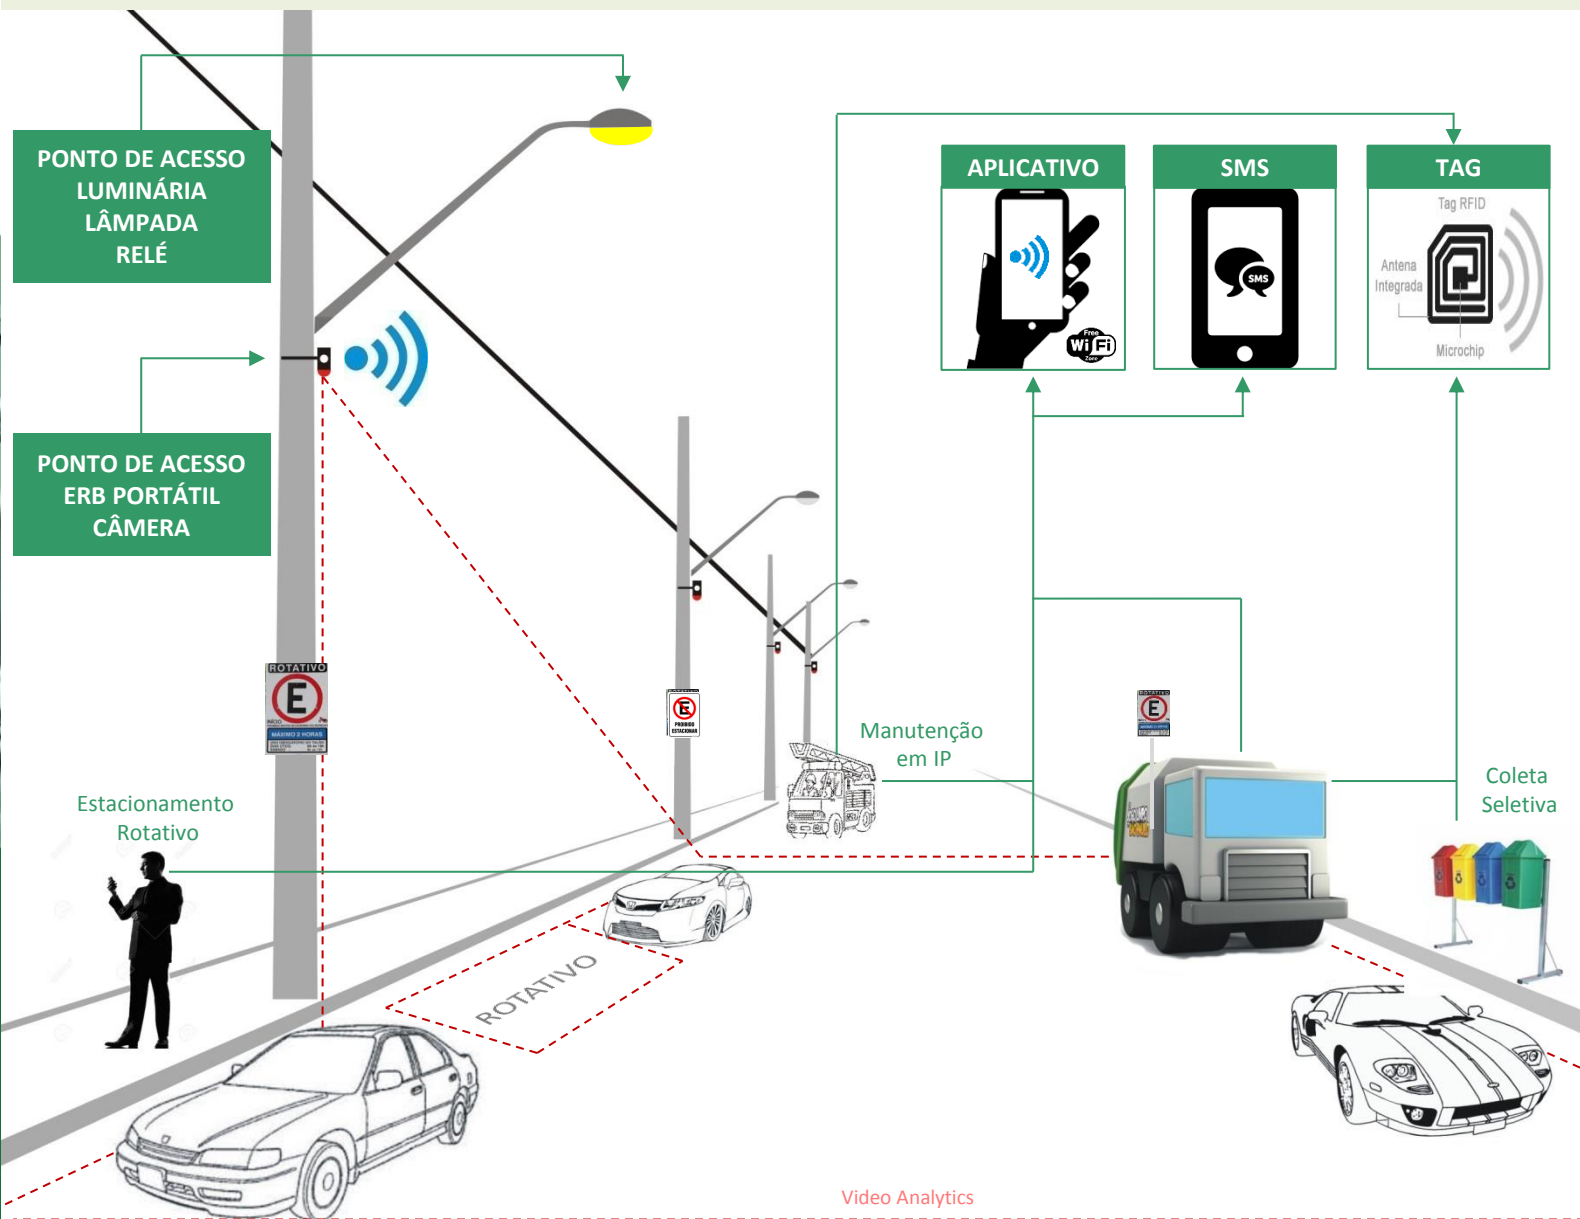 PONTO DE ACESSO
LUMINÁRIA
LÂMPADA
RELÉ
APLICATIVO
SMS
TAG
Tag RFID
Antena
Integrada
Microchip
SMS
Free
Wi Fi
Zone
PONTO DE ACESSO
ERB PORTÁTIL
CÂMERA
ROTATIVO
E
INÍCIO
MÁXIMO 2 HORAS
E
PROIBIDO
ESTACIONAR
ROTATIVO
E
Manutenção
em IP
Coleta
Seletiva
Estacionamento
Rotativo
ROTATIVO
Video Analytics